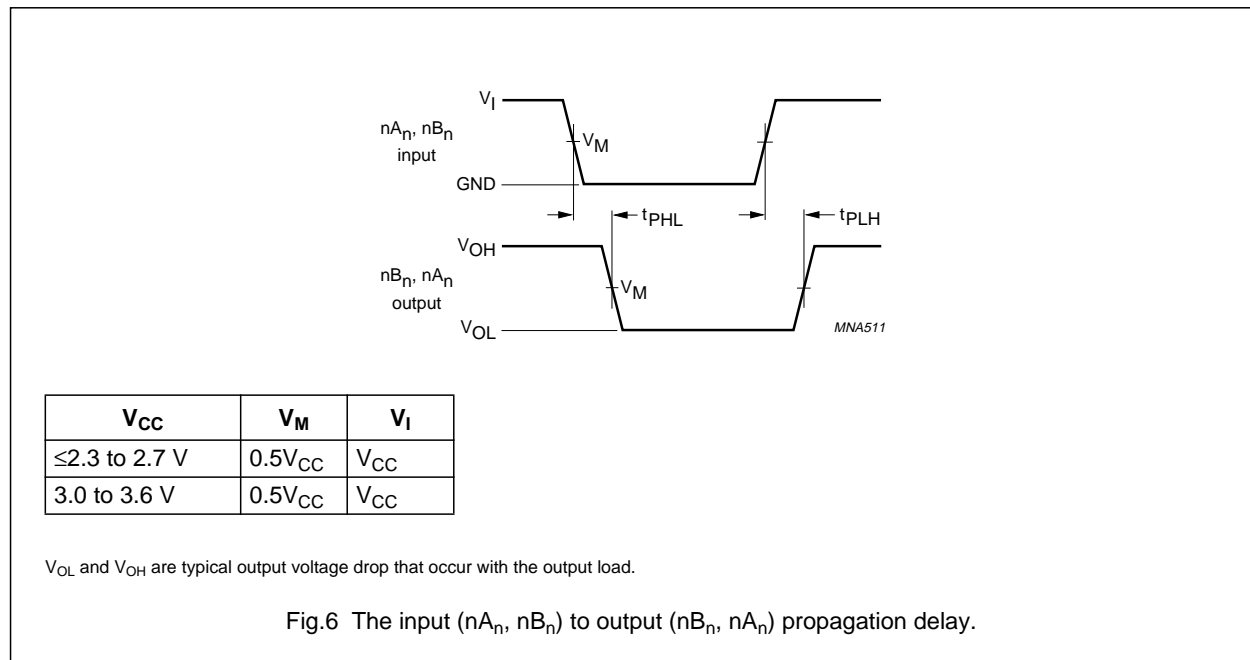 V_I
nA_n, nB_n
input
V_M
GND
t_PHL
t_PLH
V_OH
nB_n, nA_n
output
V_M
V_OL
MNA511
V_CC V_M V_I
≤2.3 to 2.7 V 0.5V_CC V_CC
3.0 to 3.6 V 0.5V_CC V_CC
V_OL and V_OH are typical output voltage drop that occur with the output load.
Fig.6 The input (nA_n, nB_n) to output (nB_n, nA_n) propagation delay.